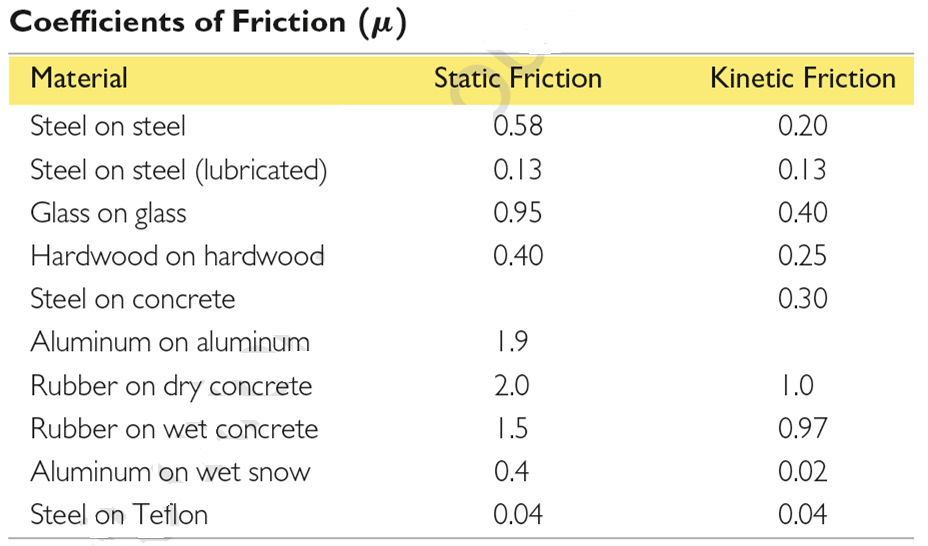 Coefficients of Friction (μ)
Material Static Friction Kinetic Friction
Steel on steel 0.58 0.20
Steel on steel (lubricated) 0.13 0.13
Glass on glass 0.95 0.40
Hardwood on hardwood 0.40 0.25
Steel on concrete 0.30
Aluminum on aluminum 1.9
Rubber on dry concrete 2.0 1.0
Rubber on wet concrete 1.5 0.97
Aluminum on wet snow 0.4 0.02
Steel on Teflon 0.04 0.04